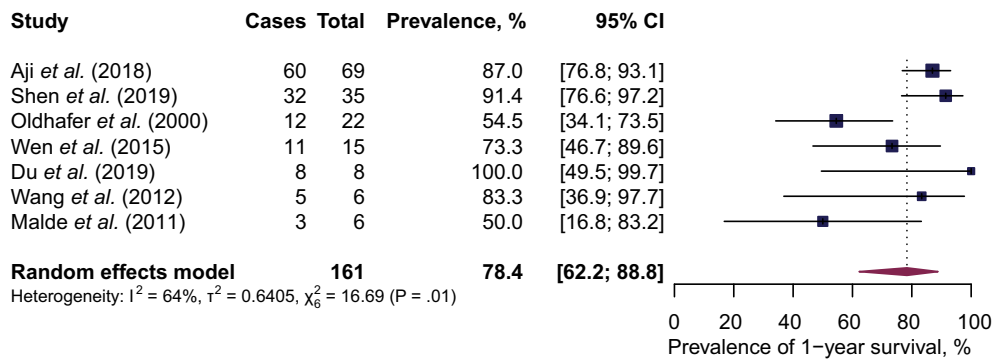 Study Cases Total Prevalence, % 95% CI
Aji et al. (2018) 60 69 87.0 [76.8; 93.1]
Shen et al. (2019) 32 35 91.4 [76.6; 97.2]
Oldhafer et al. (2000) 12 22 54.5 [34.1; 73.5]
Wen et al. (2015) 11 15 73.3 [46.7; 89.6]
Du et al. (2019) 8 8 100.0 [49.5; 99.7]
Wang et al. (2012) 5 6 83.3 [36.9; 97.7]
Malde et al. (2011) 3 6 50.0 [16.8; 83.2]
Random effects model 161 78.4 [62.2; 88.8]
Heterogeneity: I² = 64%, τ² = 0.6405, χ²₆ = 16.69 (P = .01)
0 20 40 60 80 100
Prevalence of 1−year survival, %